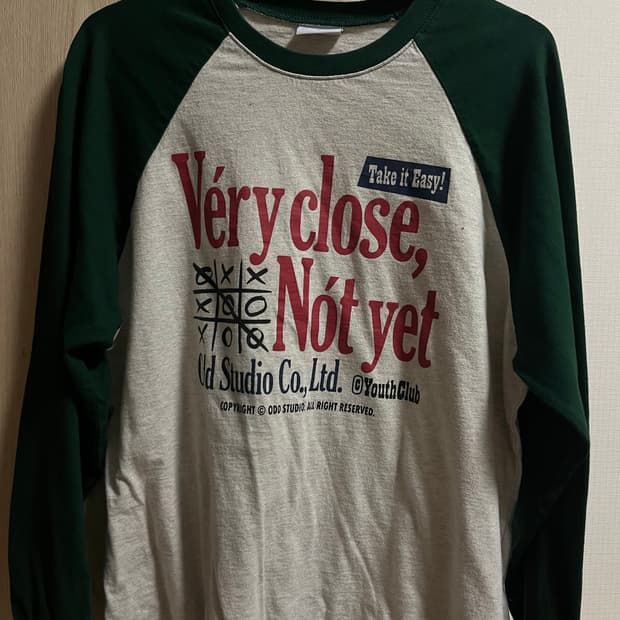 Take it Easy!
Véry close,
Nót yet
Odd Studio Co., Ltd. @YouthClub
COPYRIGHT © ODD STUDIO. ALL RIGHT RESERVED.